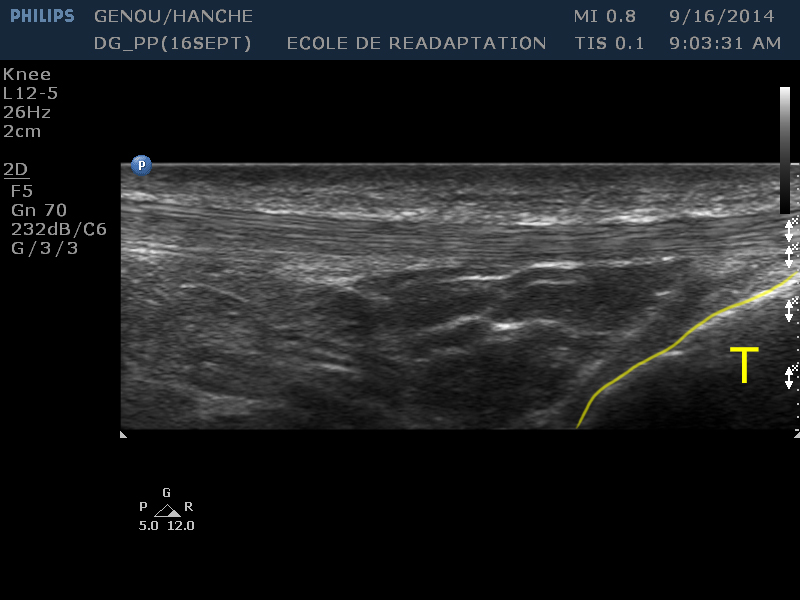 PHILIPS GENOU/HANCHE MI 0.8 9/16/2014
DG_PP(16SEPT) ECOLE DE READAPTATION TIS 0.1 9:03:31 AM
Knee
L12-5
26Hz
2cm
2D
F5
Gn 70
232dB/C6
G/3/3
P
T
G
P R
5.0 12.0